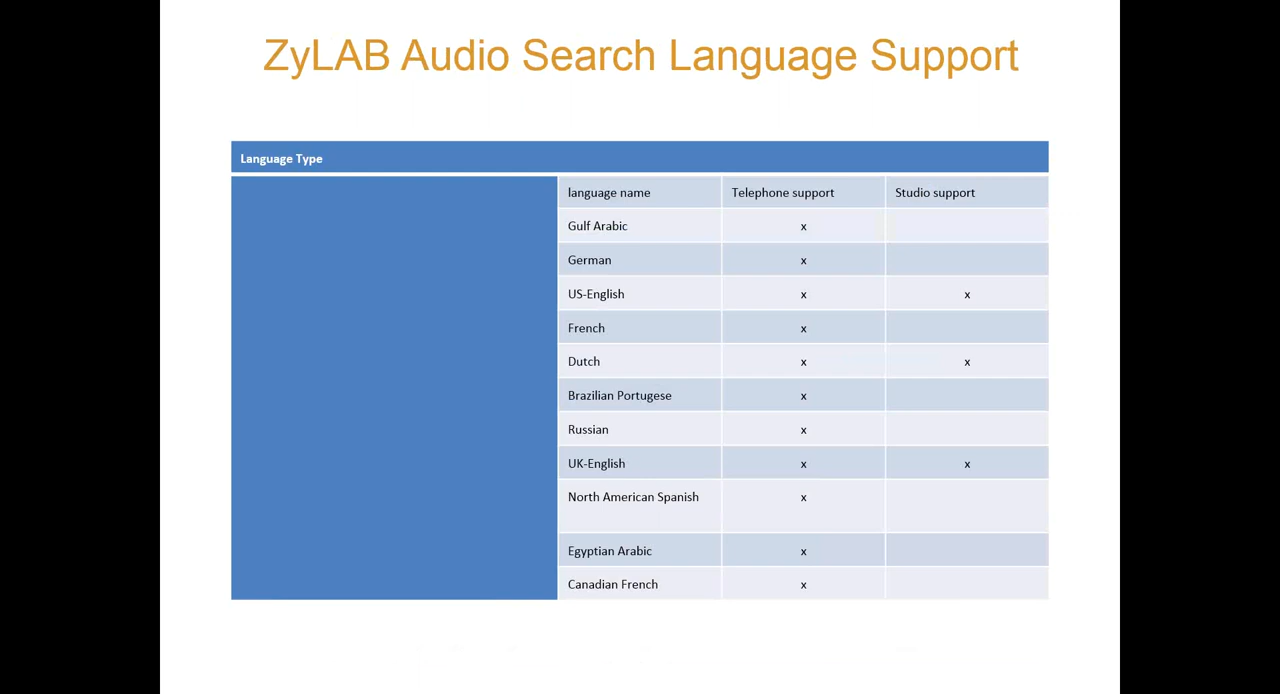 ZyLAB Audio Search Language Support
Language Type
language name Telephone support Studio support
Gulf Arabic x
German x
US-English x x
French x
Dutch x x
Brazilian Portugese x
Russian x
UK-English x x
North American Spanish x
Egyptian Arabic x
Canadian French x